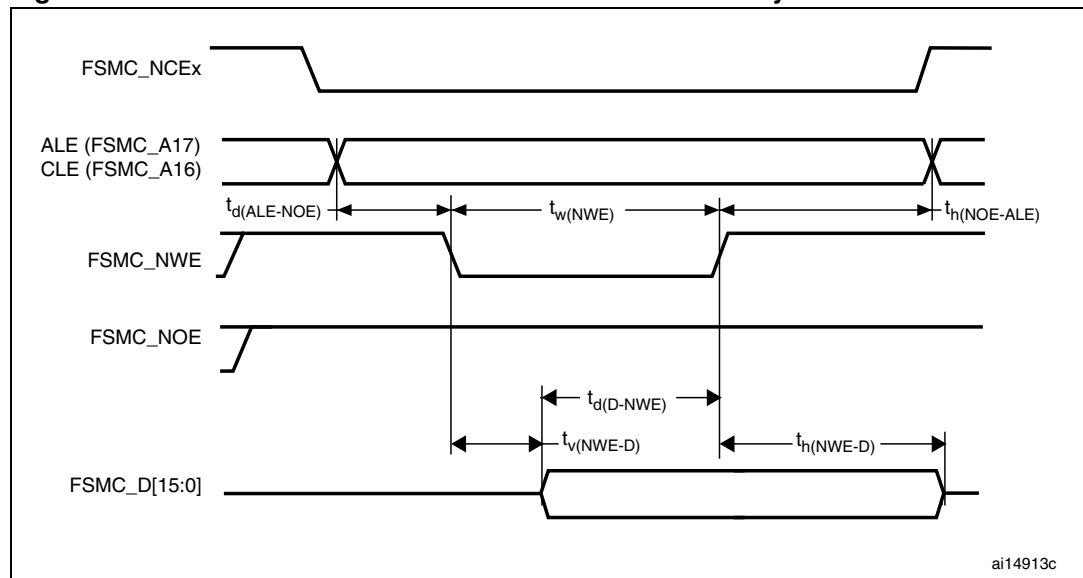 FSMC_NCEx
ALE (FSMC_A17)
CLE (FSMC_A16)
td(ALE-NOE)
tw(NWE)
th(NOE-ALE)
FSMC_NWE
FSMC_NOE
td(D-NWE)
tv(NWE-D)
th(NWE-D)
FSMC_D[15:0]
ai14913c